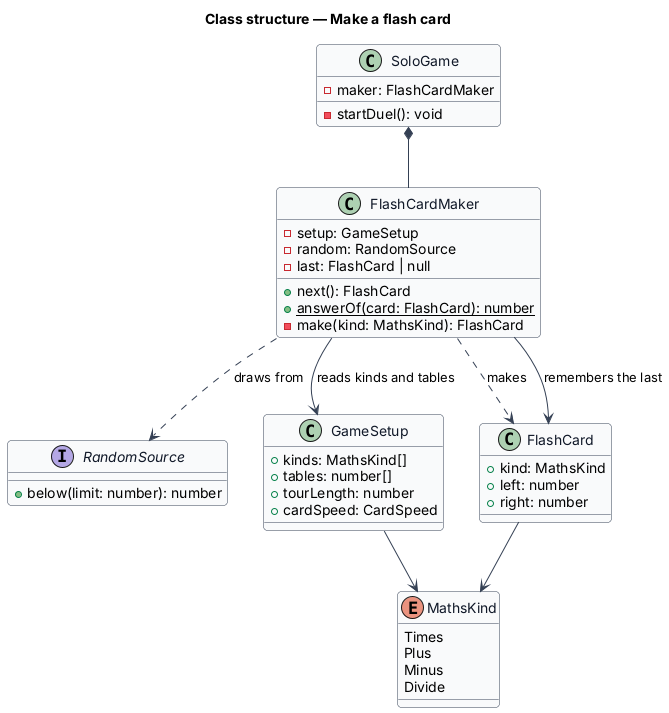 Class structure — Make a flash card
C SoloGame
maker: FlashCardMaker
startDuel(): void
C FlashCardMaker
setup: GameSetup
random: RandomSource
last: FlashCard | null
next(): FlashCard
answerOf(card: FlashCard): number
make(kind: MathsKind): FlashCard
draws from
reads kinds and tables
makes
remembers the last
I RandomSource
below(limit: number): number
C GameSetup
kinds: MathsKind[]
tables: number[]
tourLength: number
cardSpeed: CardSpeed
C FlashCard
kind: MathsKind
left: number
right: number
E MathsKind
Times
Plus
Minus
Divide